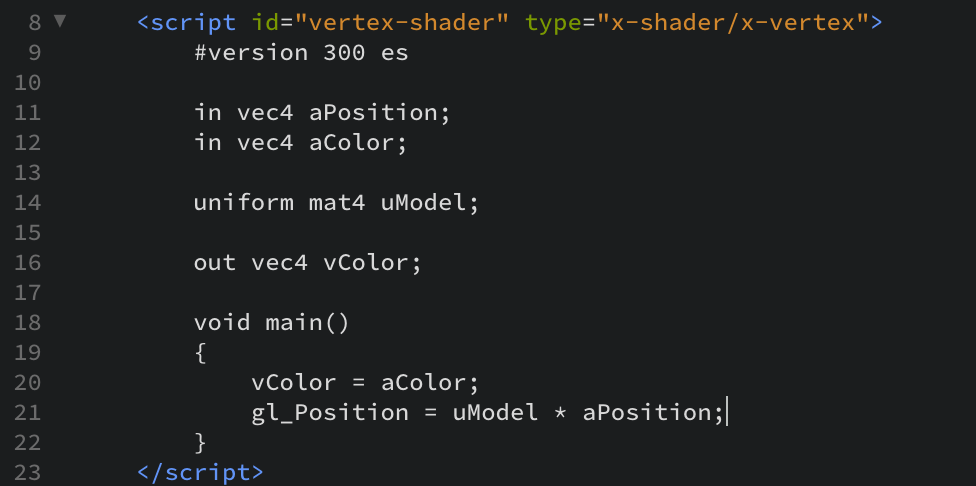 8 ▼ <script id="vertex-shader" type="x-shader/x-vertex">
9 #version 300 es
10
11 in vec4 aPosition;
12 in vec4 aColor;
13
14 uniform mat4 uModel;
15
16 out vec4 vColor;
17
18 void main()
19 {
20 vColor = aColor;
21 gl_Position = uModel * aPosition;
22 }
23 </script>